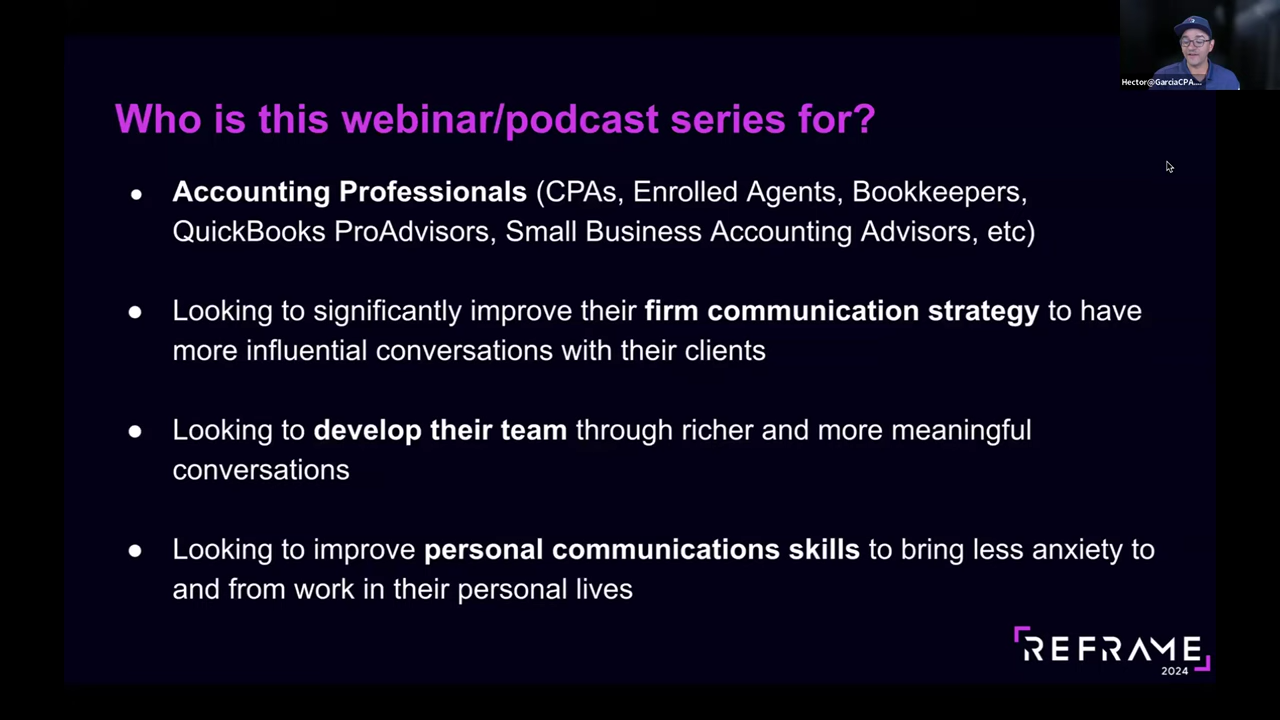 Hector@GarciaCPA....
Who is this webinar/podcast series for?
● Accounting Professionals (CPAs, Enrolled Agents, Bookkeepers,
QuickBooks ProAdvisors, Small Business Accounting Advisors, etc)
● Looking to significantly improve their firm communication strategy to have
more influential conversations with their clients
● Looking to develop their team through richer and more meaningful
conversations
● Looking to improve personal communications skills to bring less anxiety to
and from work in their personal lives
REFRAME
2024